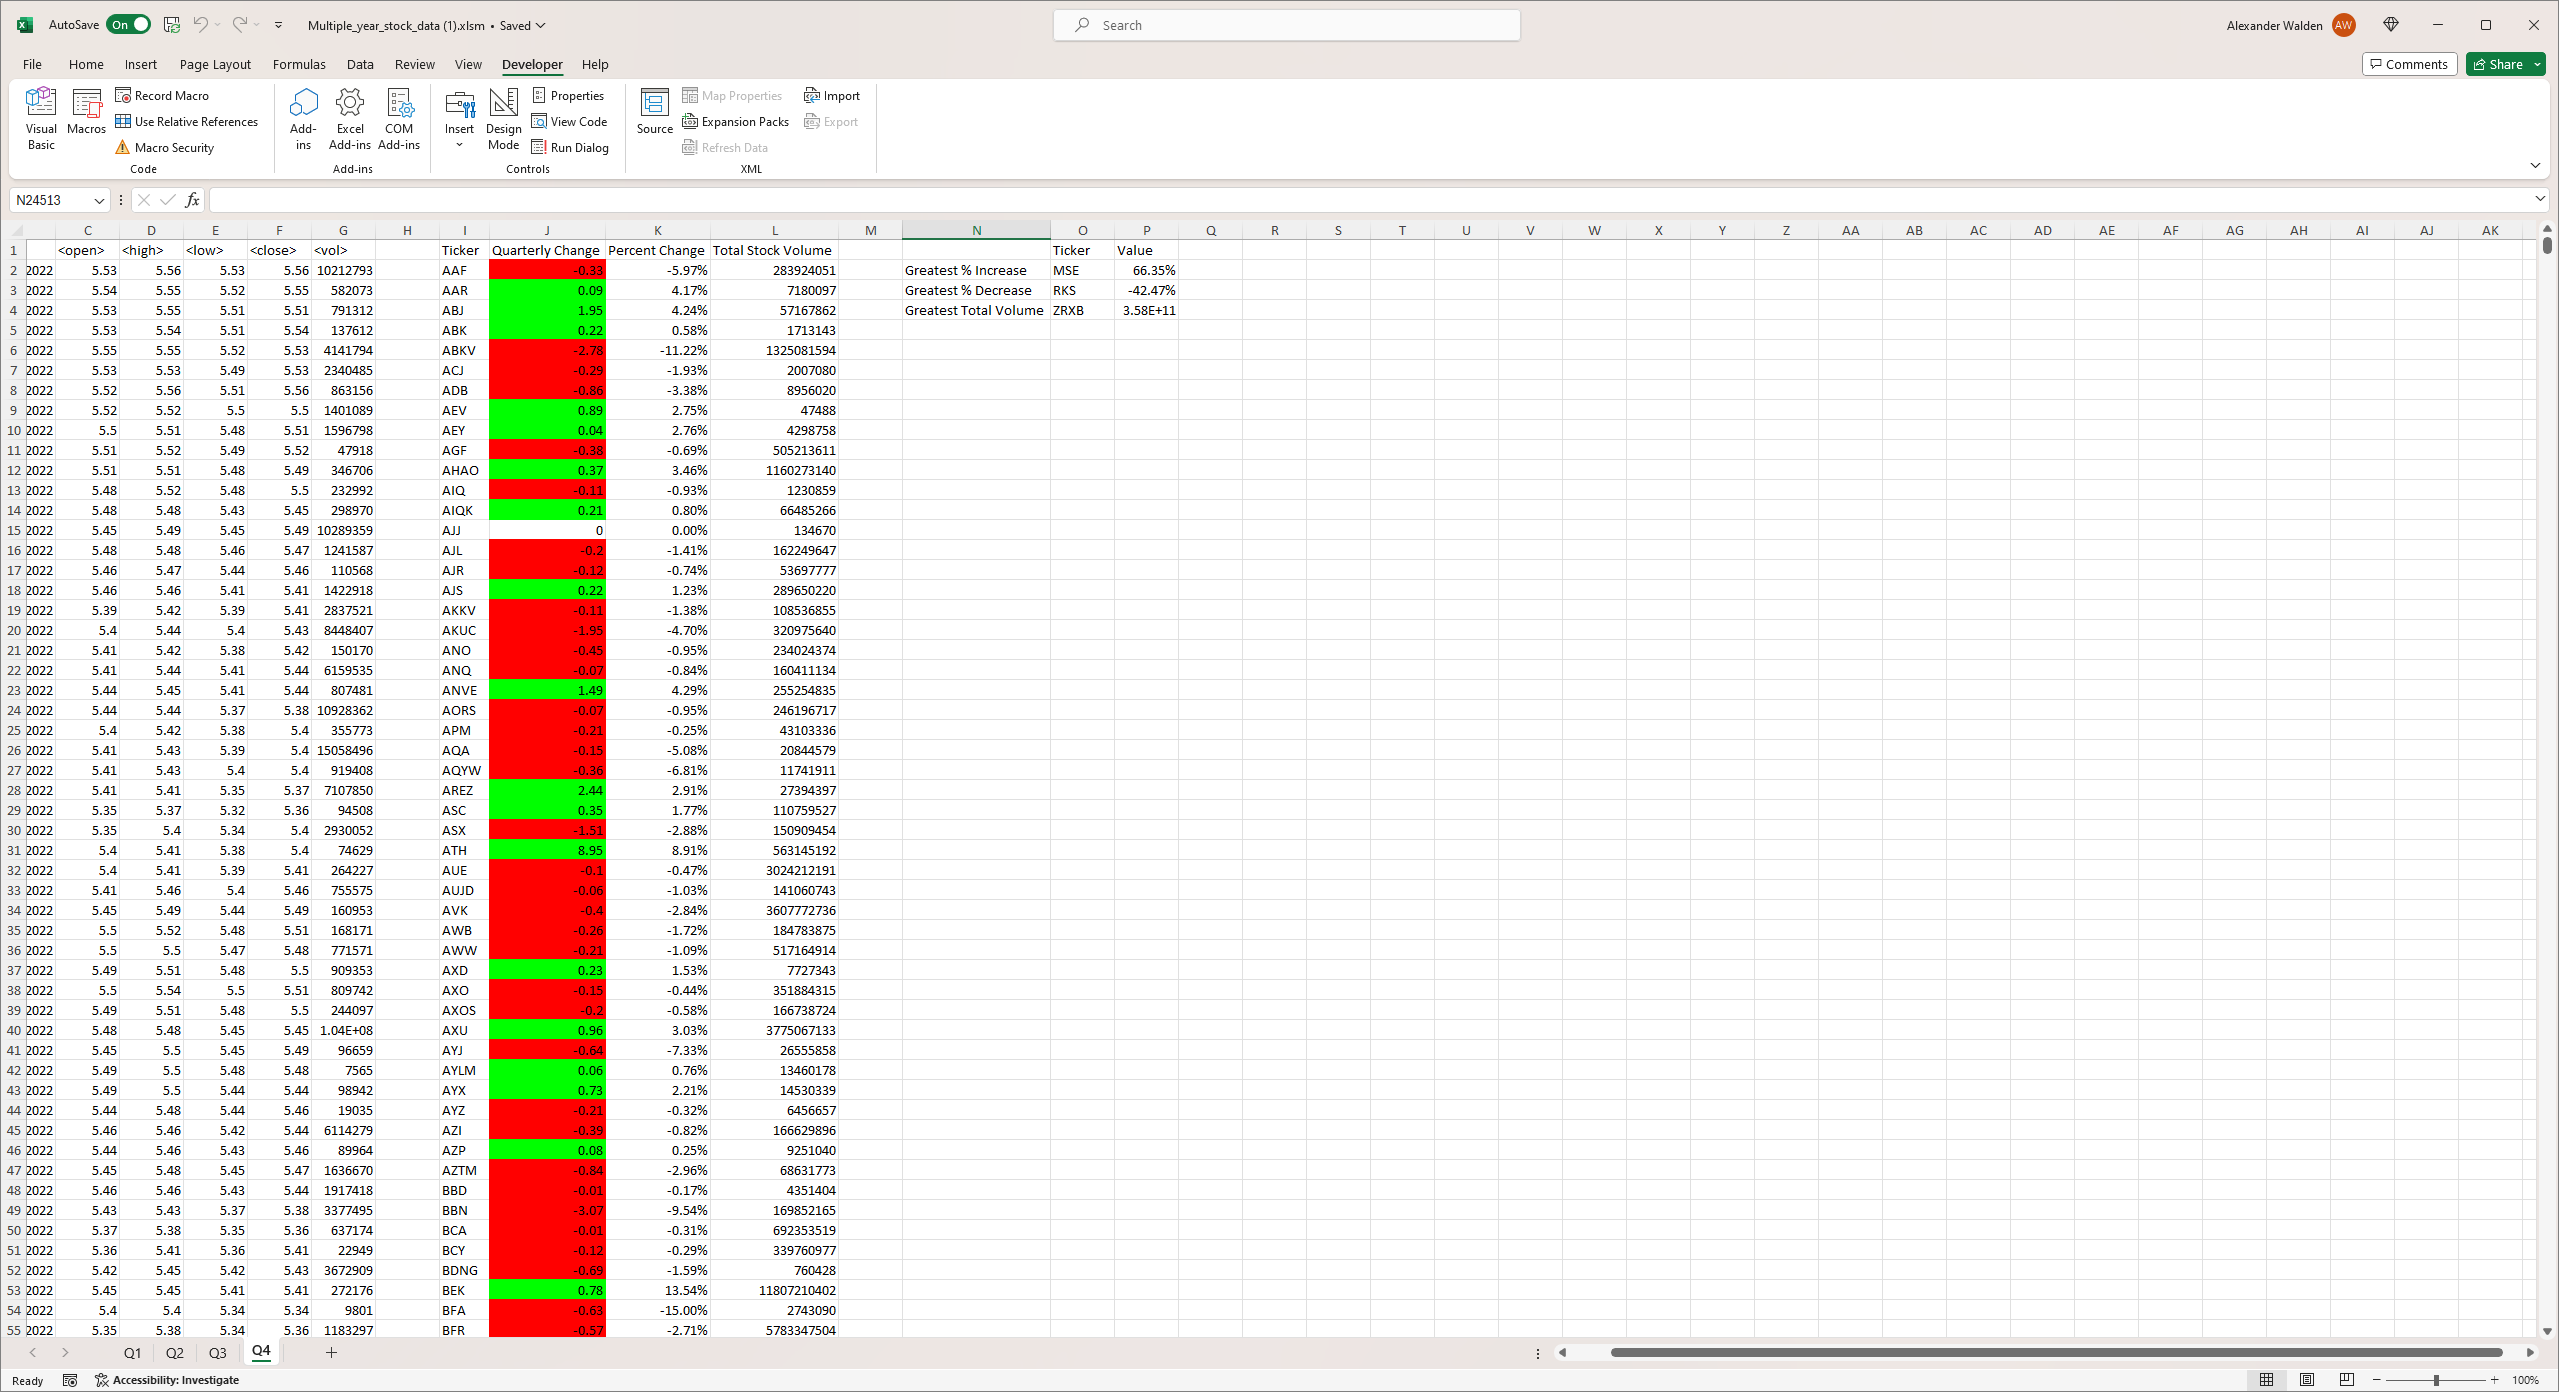 AutoSave On Multiple_year_stock_data (1).xlsm • Saved Search Alexander Walden AW
File Home Insert Page Layout Formulas Data Review View Developer Help Comments Share
Visual Basic Macros Record Macro Use Relative References Macro Security Code
Add-ins Excel Add-ins COM Add-ins Add-ins
Insert Design Mode Properties View Code Run Dialog Controls
Source Map Properties Expansion Packs Refresh Data Import Export XML
N24513 fx
C D E F G H I J K L M N O P Q R S T U V W X Y Z AA AB AC AD AE AF AG AH AI AJ AK
1 <open> <high> <low> <close> <vol> Ticker Quarterly Change Percent Change Total Stock Volume Ticker Value
2 2022 5.53 5.56 5.53 5.56 10212793 AAF -0.33 -5.97% 283924051 Greatest % Increase MSE 66.35%
3 2022 5.54 5.55 5.52 5.55 582073 AAR 0.09 4.17% 7180097 Greatest % Decrease RKS -42.47%
4 2022 5.53 5.55 5.51 5.51 791312 ABJ 1.95 4.24% 57167862 Greatest Total Volume ZRXB 3.58E+11
5 2022 5.53 5.54 5.51 5.54 137612 ABK 0.22 0.58% 1713143
6 2022 5.55 5.55 5.52 5.53 4141794 ABKV -2.78 -11.22% 1325081594
7 2022 5.53 5.53 5.49 5.53 2340485 ACJ -0.29 -1.93% 2007080
8 2022 5.52 5.56 5.51 5.56 863156 ADB -0.86 -3.38% 8956020
9 2022 5.52 5.52 5.5 5.5 1401089 AEV 0.89 2.75% 47488
10 2022 5.5 5.51 5.48 5.51 1596798 AEY 0.04 2.76% 4298758
11 2022 5.51 5.52 5.49 5.52 47918 AGF -0.38 -0.69% 505213611
12 2022 5.51 5.51 5.48 5.49 346706 AHAO 0.37 3.46% 1160273140
13 2022 5.48 5.52 5.48 5.5 232992 AIQ -0.11 -0.93% 1230859
14 2022 5.48 5.48 5.43 5.45 298970 AIQK 0.21 0.80% 66485266
15 2022 5.45 5.49 5.45 5.49 10289359 AJJ 0 0.00% 134670
16 2022 5.48 5.48 5.46 5.47 1241587 AJL -0.2 -1.41% 162249647
17 2022 5.46 5.47 5.44 5.46 110568 AJR -0.12 -0.74% 53697777
18 2022 5.46 5.46 5.41 5.41 1422918 AJS 0.22 1.23% 289650220
19 2022 5.39 5.42 5.39 5.41 2837521 AKKV -0.11 -1.38% 108536855
20 2022 5.4 5.44 5.4 5.43 8448407 AKUC -1.95 -4.70% 320975640
21 2022 5.41 5.42 5.38 5.42 150170 ANO -0.45 -0.95% 234024374
22 2022 5.41 5.44 5.41 5.44 6159535 ANQ -0.07 -0.84% 160411134
23 2022 5.44 5.45 5.41 5.44 807481 ANVE 1.49 4.29% 255254835
24 2022 5.44 5.44 5.37 5.38 10928362 AORS -0.07 -0.95% 246196717
25 2022 5.4 5.42 5.38 5.4 355773 APM -0.21 -0.25% 43103336
26 2022 5.41 5.43 5.39 5.4 15058496 AQA -0.15 -5.08% 20844579
27 2022 5.41 5.43 5.4 5.4 919408 AQYW -0.36 -6.81% 11741911
28 2022 5.41 5.41 5.35 5.37 7107850 AREZ 2.44 2.91% 27394397
29 2022 5.35 5.37 5.32 5.36 94508 ASC 0.35 1.77% 110759527
30 2022 5.35 5.4 5.34 5.4 2930052 ASX -1.51 -2.88% 150909454
31 2022 5.4 5.41 5.38 5.4 74629 ATH 8.95 8.91% 563145192
32 2022 5.4 5.41 5.39 5.41 264227 AUE -0.1 -0.47% 3024212191
33 2022 5.41 5.46 5.4 5.46 755575 AUJD -0.06 -1.03% 141060743
34 2022 5.45 5.49 5.44 5.49 160953 AVK -0.4 -2.84% 3607772736
35 2022 5.5 5.52 5.48 5.51 168171 AWB -0.26 -1.72% 184783875
36 2022 5.5 5.5 5.47 5.48 771571 AWW -0.21 -1.09% 517164914
37 2022 5.49 5.51 5.48 5.5 909353 AXD 0.23 1.53% 7727343
38 2022 5.5 5.54 5.5 5.51 809742 AXO -0.15 -0.44% 351884315
39 2022 5.49 5.51 5.48 5.5 244097 AXOS -0.2 -0.58% 166738724
40 2022 5.48 5.48 5.45 5.45 1.04E+08 AXU 0.96 3.03% 3775067133
41 2022 5.45 5.5 5.45 5.49 96659 AYJ -0.64 -7.33% 26555858
42 2022 5.49 5.5 5.48 5.48 7565 AYLM 0.06 0.76% 13460178
43 2022 5.49 5.5 5.44 5.44 98942 AYX 0.73 2.21% 14530339
44 2022 5.44 5.48 5.44 5.46 19035 AYZ -0.21 -0.32% 6456657
45 2022 5.46 5.46 5.42 5.44 6114279 AZI -0.39 -0.82% 166629896
46 2022 5.44 5.46 5.43 5.46 89964 AZP 0.08 0.25% 9251040
47 2022 5.45 5.48 5.45 5.47 1636670 AZTM -0.84 -2.96% 68631773
48 2022 5.46 5.46 5.43 5.44 1917418 BBD -0.01 -0.17% 4351404
49 2022 5.43 5.43 5.37 5.38 3377495 BBN -3.07 -9.54% 169852165
50 2022 5.37 5.38 5.35 5.36 637174 BCA -0.01 -0.31% 692353519
51 2022 5.36 5.41 5.36 5.41 22949 BCY -0.12 -0.29% 339760977
52 2022 5.42 5.45 5.42 5.43 3672909 BDNG -0.69 -1.59% 760428
53 2022 5.45 5.45 5.41 5.41 272176 BEK 0.78 13.54% 11807210402
54 2022 5.4 5.4 5.34 5.34 9801 BFA -0.63 -15.00% 2743090
55 2022 5.35 5.38 5.34 5.36 1183297 BFR -0.57 -2.71% 5783347504
Q1 Q2 Q3 Q4
Ready Accessibility: Investigate 100%